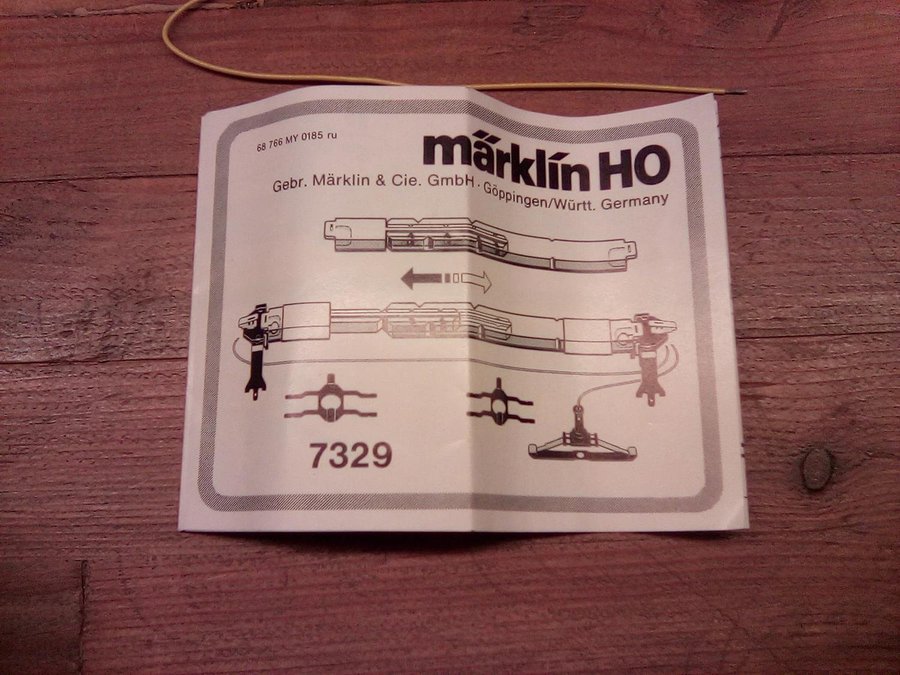 68 766 MY 0185 ru
märklin HO
Gebr. Märklin & Cie. GmbH · Göppingen/Württ. Germany
7329